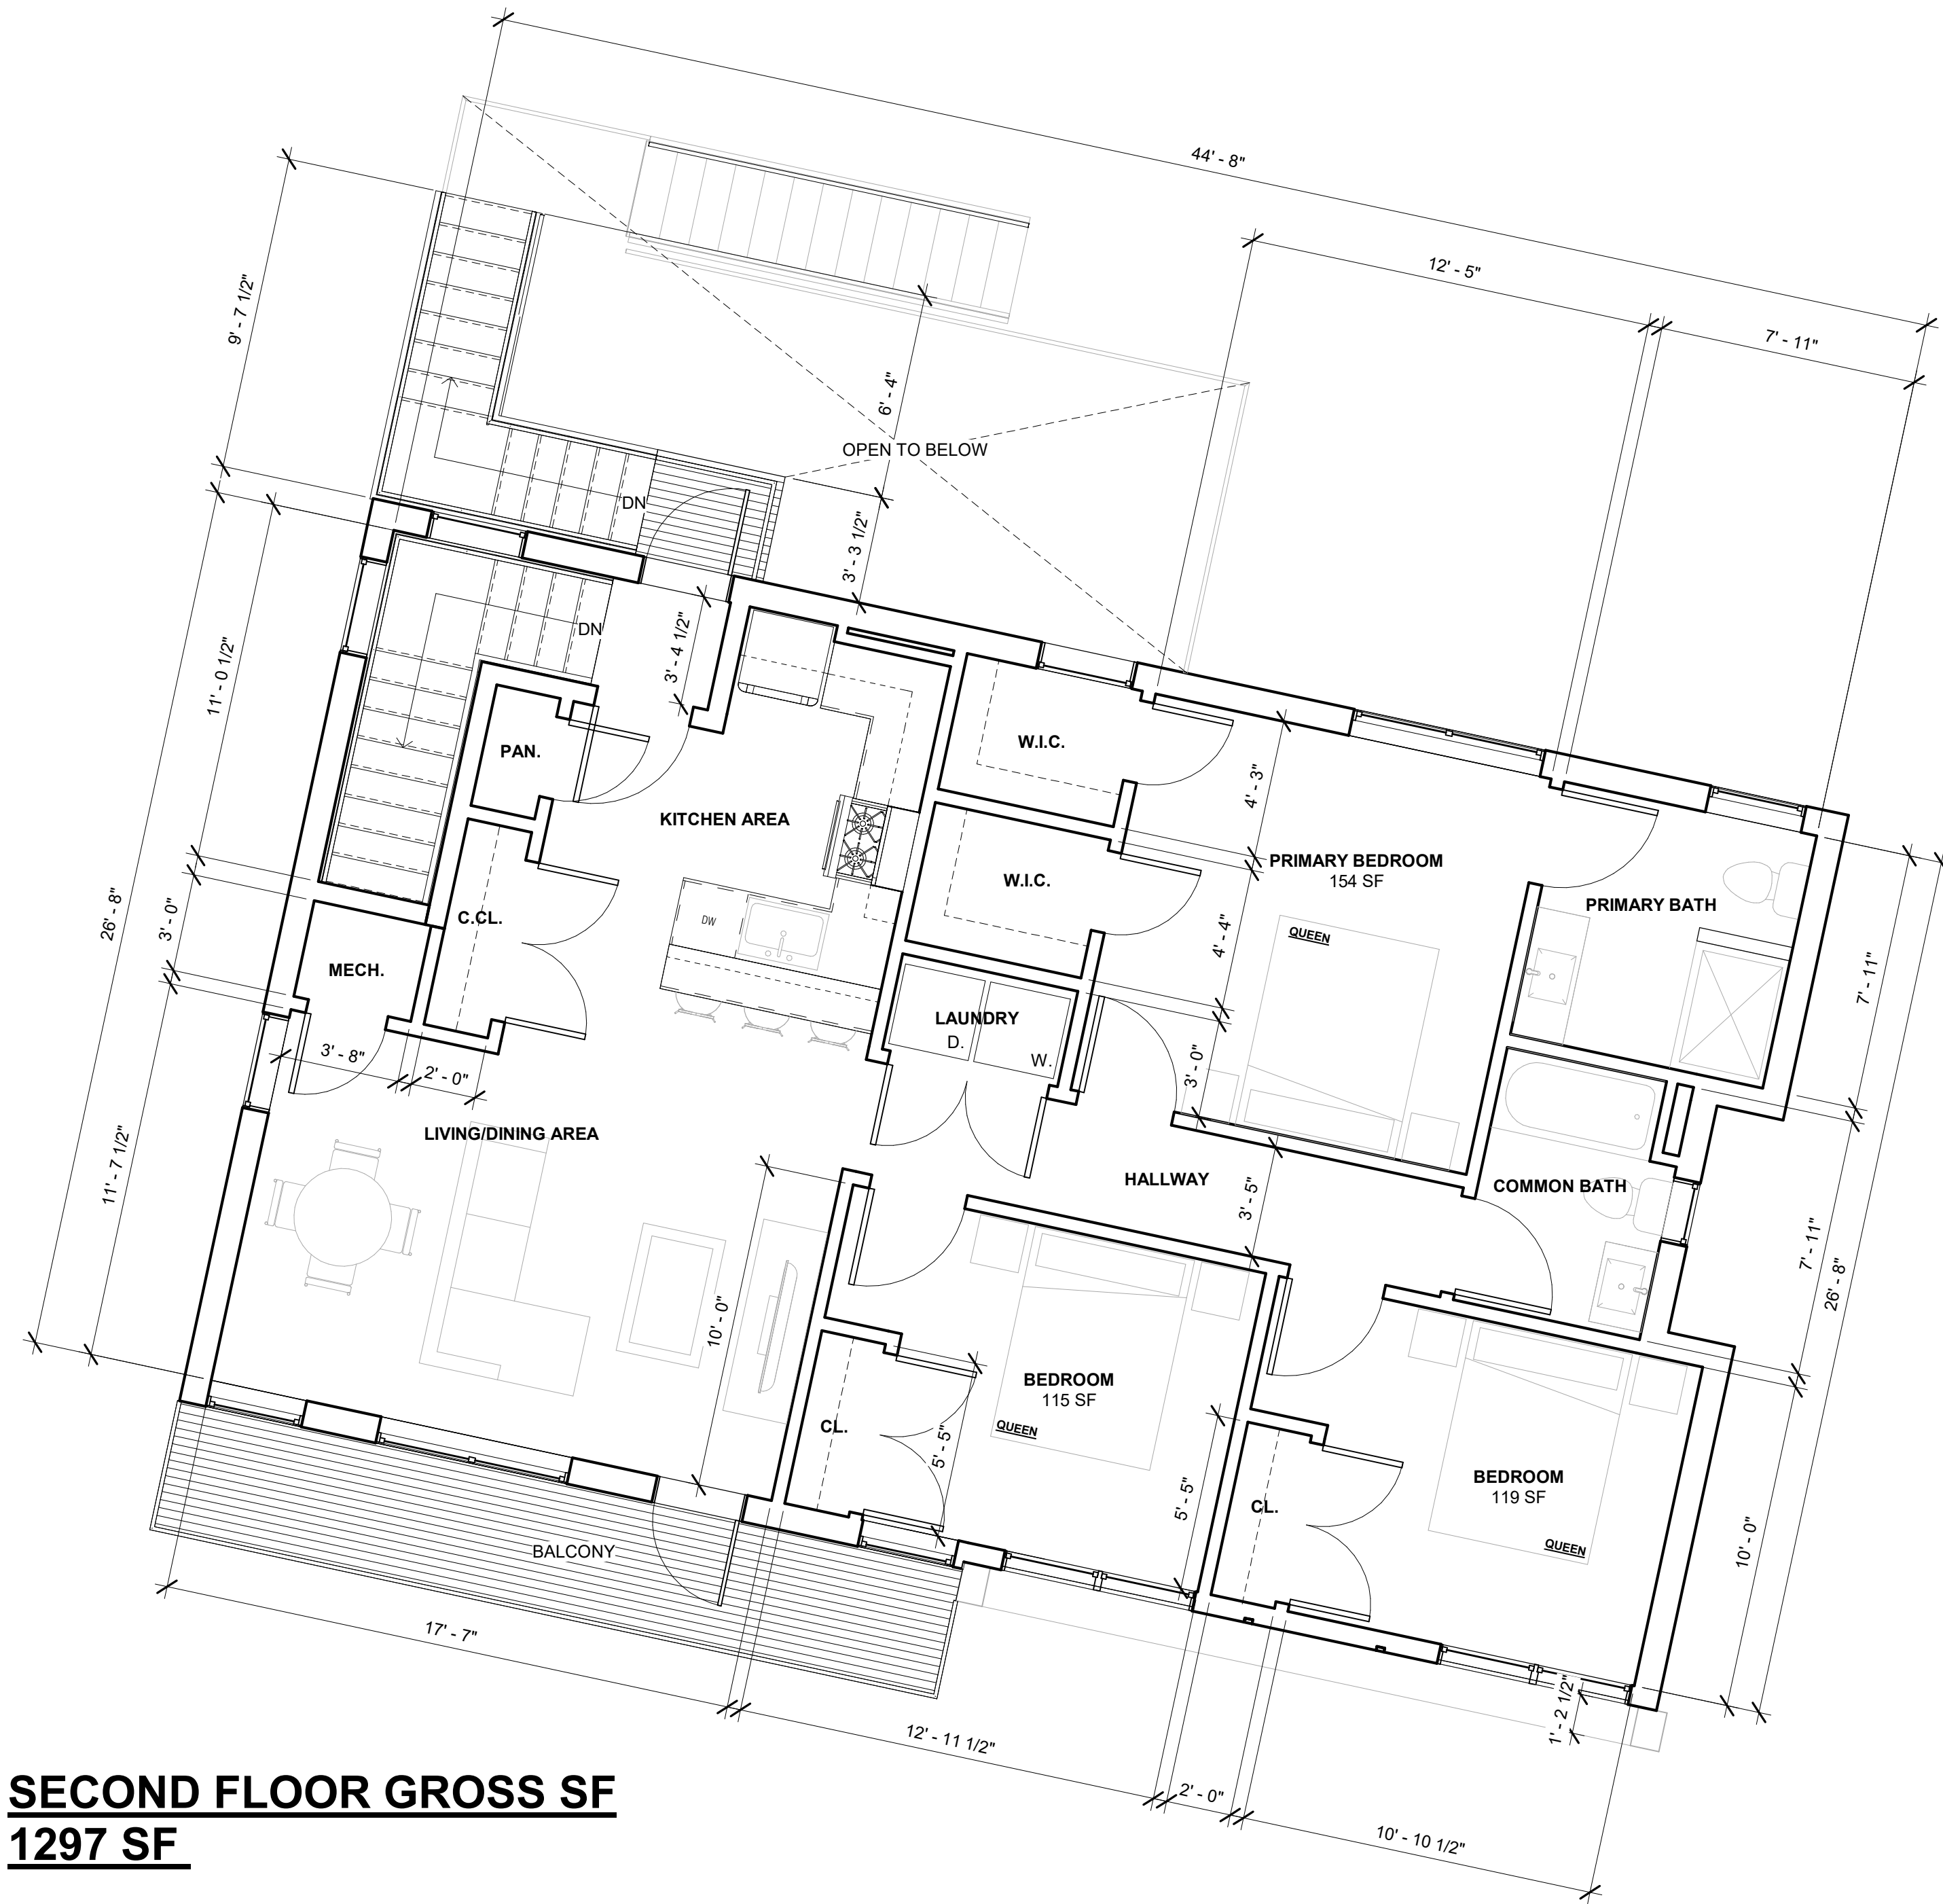 44' - 8"
12' - 5"
7' - 11"
9' - 7 1/2"
6' - 4"
OPEN TO BELOW
DN
3' - 3 1/2"
DN
3' - 4 1/2"
11' - 0 1/2"
PAN.
W.I.C.
4' - 3"
KITCHEN AREA
PRIMARY BEDROOM
154 SF
W.I.C.
PRIMARY BATH
26' - 8"
3' - 0"
C.CL.
DW
4' - 4"
QUEEN
MECH.
7' - 11"
LAUNDRY
D.
W.
3' - 8"
2' - 0"
3' - 0"
LIVING/DINING AREA
11' - 7 1/2"
HALLWAY
3' - 5"
COMMON BATH
7' - 11"
26' - 8"
10' - 0"
BEDROOM
115 SF
QUEEN
CL.
5' - 5"
5' - 5"
BEDROOM
119 SF
CL.
QUEEN
10' - 0"
BALCONY
17' - 7"
12' - 11 1/2"
1' - 2 1/2"
2' - 0"
10' - 10 1/2"
SECOND FLOOR GROSS SF
1297 SF